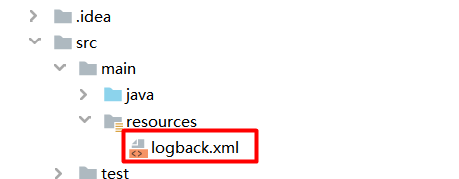 .idea
src
main
java
resources
logback.xml
test